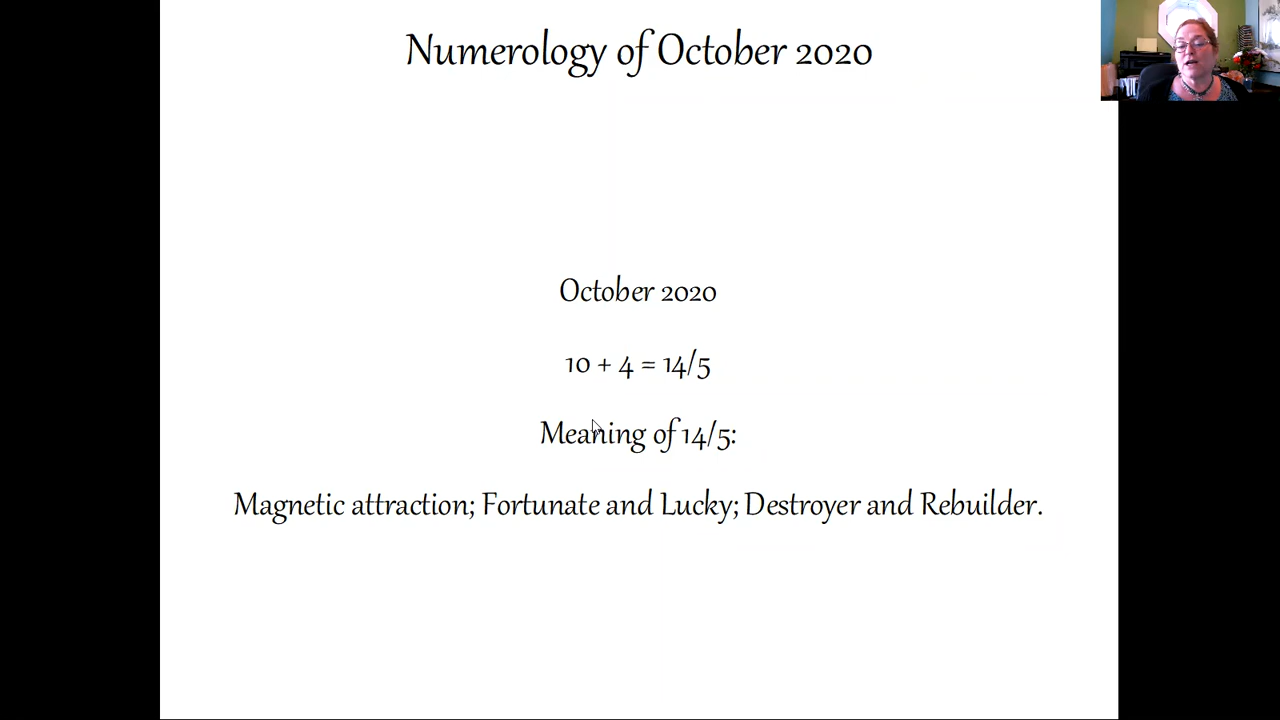 Numerology of October 2020
October 2020
10 + 4 = 14/5
Meaning of 14/5:
Magnetic attraction; Fortunate and Lucky; Destroyer and Rebuilder.